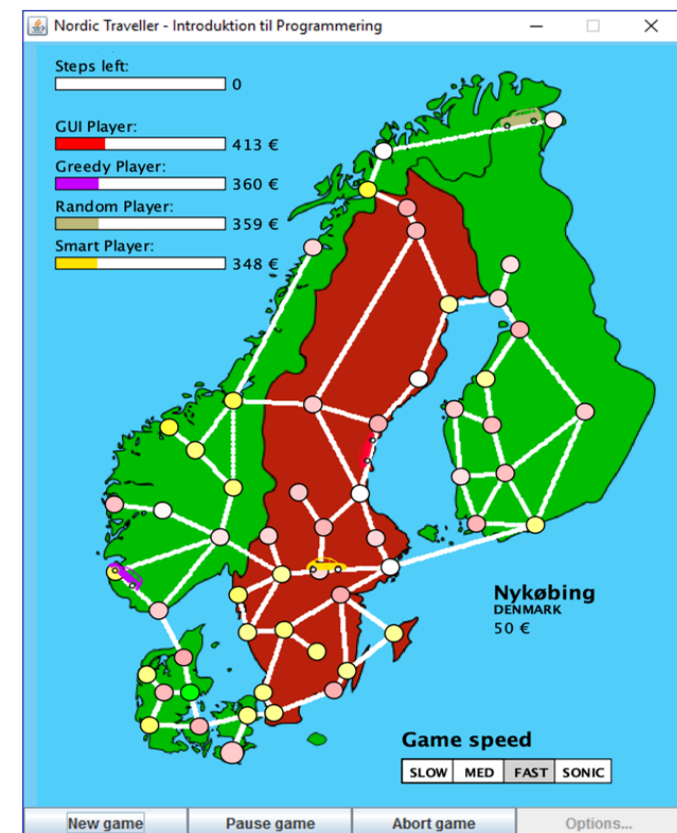 Nordic Traveller - Introduktion til Programmering
Steps left:
0
GUI Player:
413 €
Greedy Player:
360 €
Random Player:
359 €
Smart Player:
348 €
Nykøbing
DENMARK
50 €
Game speed
SLOW MED FAST SONIC
New game Pause game Abort game Options...